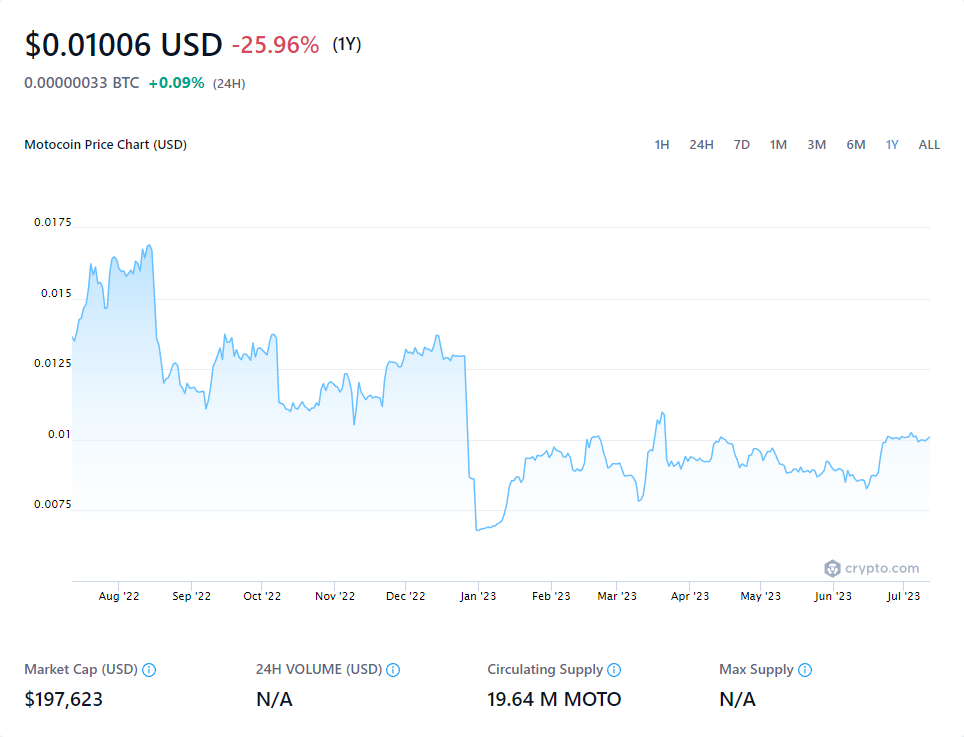 $0.01006 USD -25.96% (1Y)
0.00000033 BTC +0.09% (24H)
Motocoin Price Chart (USD) 1H 24H 7D 1M 3M 6M 1Y ALL
0.0175
0.015
0.0125
0.01
0.0075
crypto.com
Aug '22 Sep '22 Oct '22 Nov '22 Dec '22 Jan '23 Feb '23 Mar '23 Apr '23 May '23 Jun '23 Jul '23
Market Cap (USD) 24H VOLUME (USD) Circulating Supply Max Supply
$197,623 N/A 19.64 M MOTO N/A